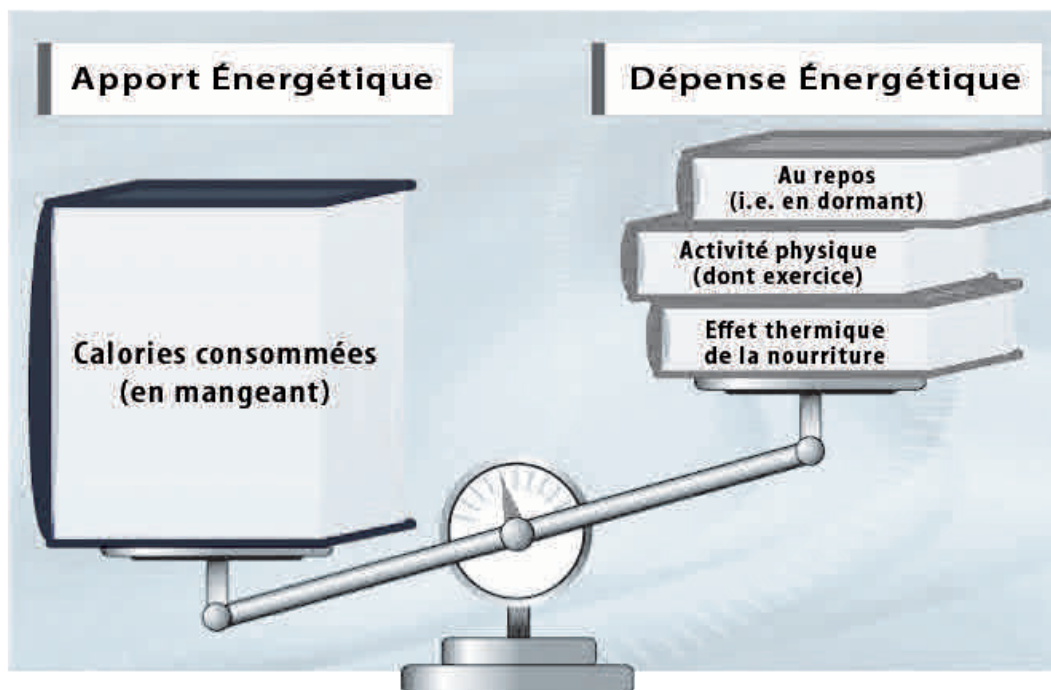 Apport Énergétique
Dépense Énergétique
Calories consommées
(en mangeant)
Au repos
(i.e. en dormant)
Activité physique
(dont exercice)
Effet thermique
de la nourriture